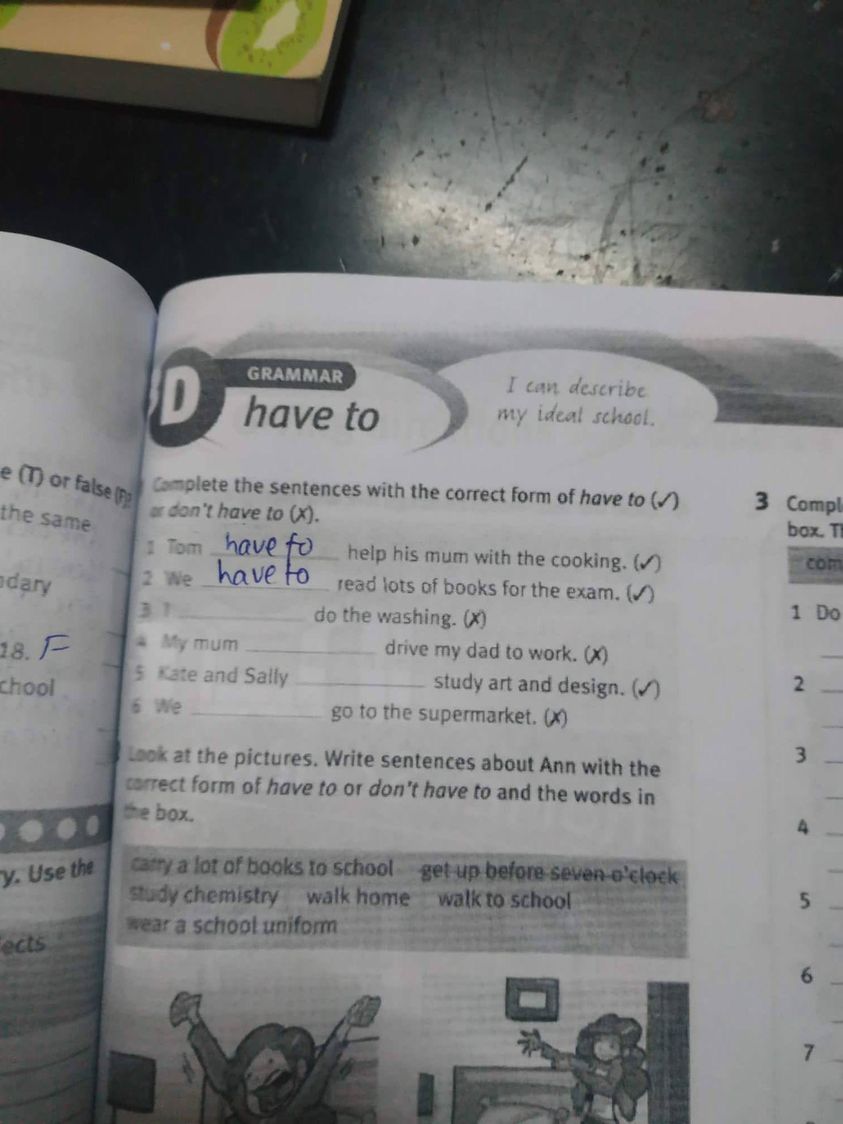 D
GRAMMAR
have to
I can describe
my ideal school.
e (T) or false (F)?
the same
ndary
18. F
chool
y. Use the
ects
Complete the sentences with the correct form of have to (✓)
or don't have to (✗).
1 Tom have to help his mum with the cooking. (✓)
2 We have to read lots of books for the exam. (✓)
3 I ____ do the washing. (✗)
4 My mum ____ drive my dad to work. (✗)
5 Kate and Sally ____ study art and design. (✓)
6 We ____ go to the supermarket. (✗)
Look at the pictures. Write sentences about Ann with the
correct form of have to or don't have to and the words in
the box.
carry a lot of books to school get up before seven o'clock
study chemistry walk home walk to school
wear a school uniform
3 Compl
box. T
com
1 Do
2
3
4
5
6
7